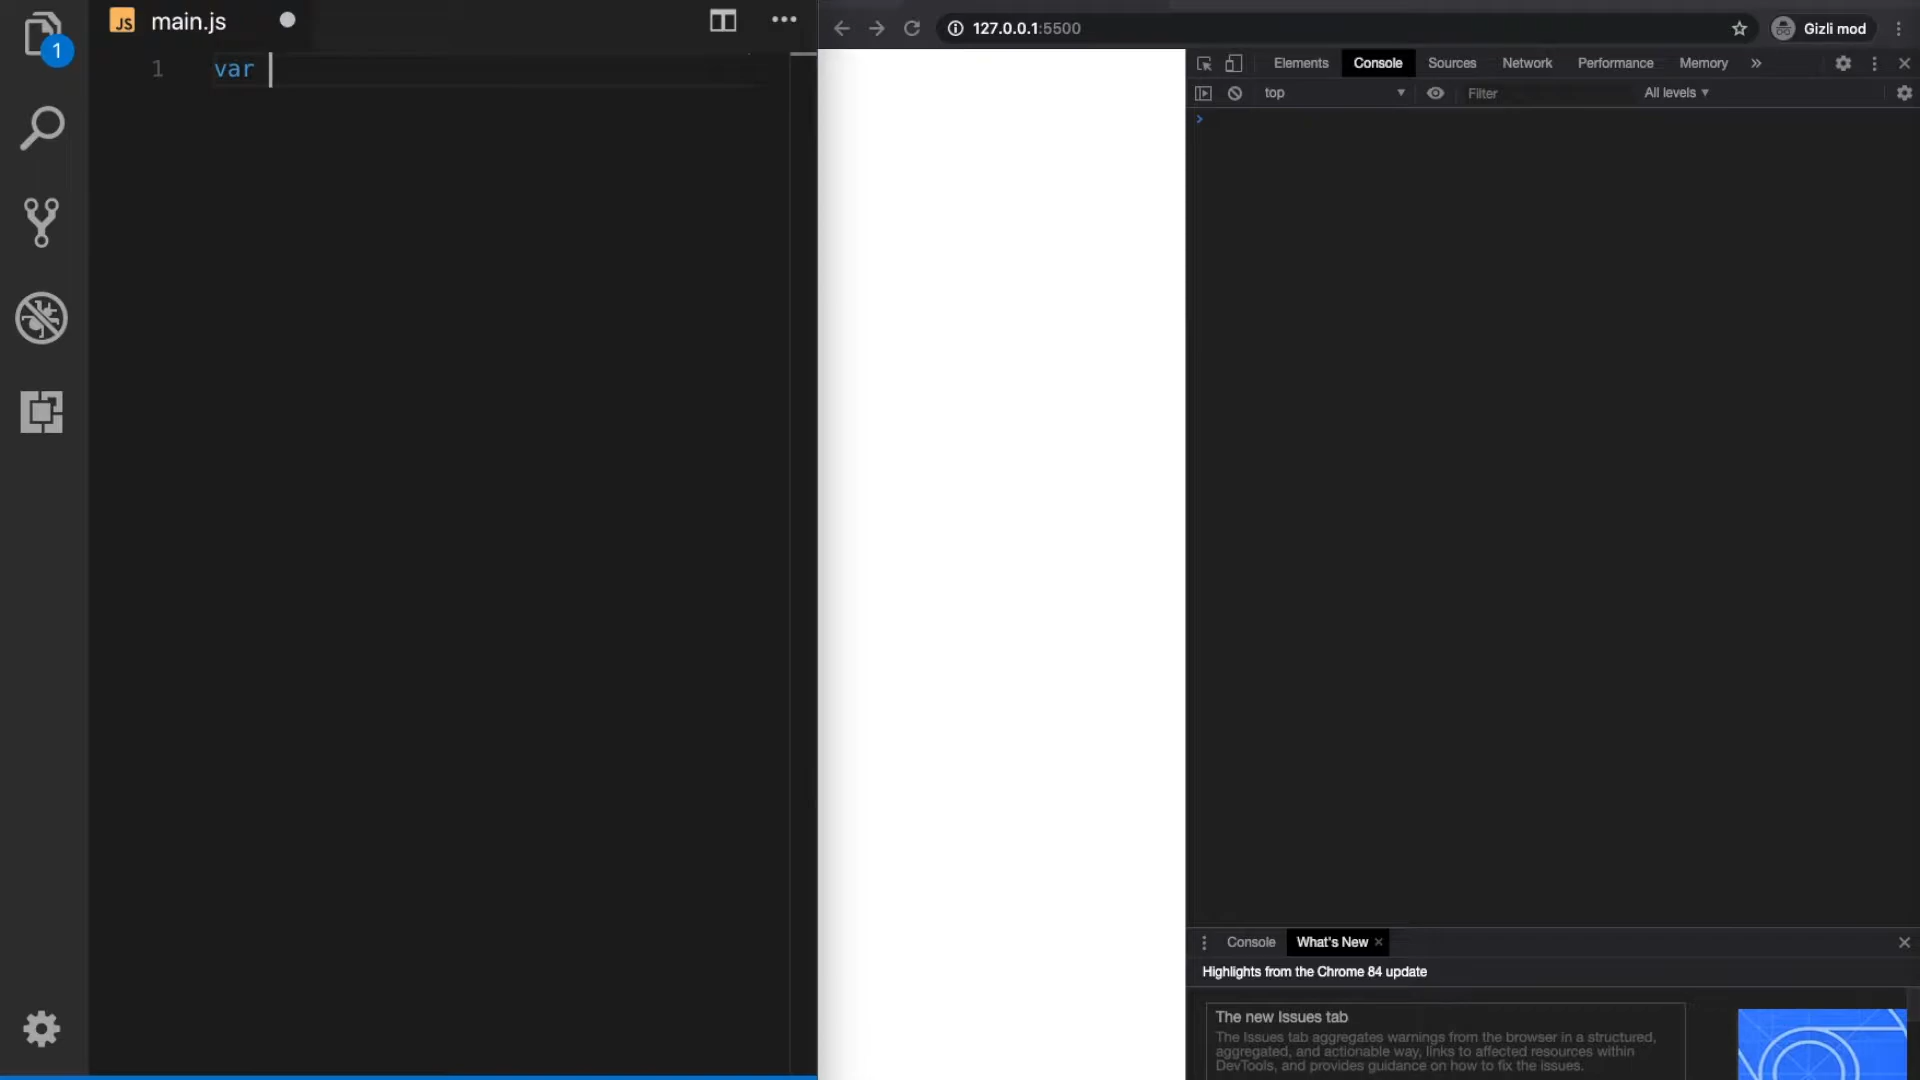 1
JS main.js
1 var
127.0.0.1:5500
Gizli mod
Elements Console Sources Network Performance Memory »
top
Filter
All levels
Console What's New
Highlights from the Chrome 84 update
The new Issues tab
The Issues tab aggregates warnings from the browser in a structured,
aggregated, and actionable way, links to affected resources within
DevTools, and provides guidance on how to fix the issues.